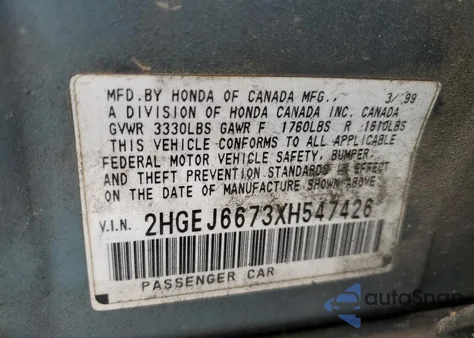 MFD.BY HONDA OF CANADA MFG., 3/99
A DIVISION OF HONDA CANADA INC. CANADA
GVWR 3330LBS GAWR F 1760LBS R 1610LBS
THIS VEHICLE CONFORMS TO ALL APPLICABLE
FEDERAL MOTOR VEHICLE SAFETY, BUMPER,
AND THEFT PREVENTION STANDARDS IN EFFECT ON
THE DATE OF MANUFACTURE SHOWN ABOVE.
V.I.N. 2HGEJ6673XH547426
PASSENGER CAR
autoSnap